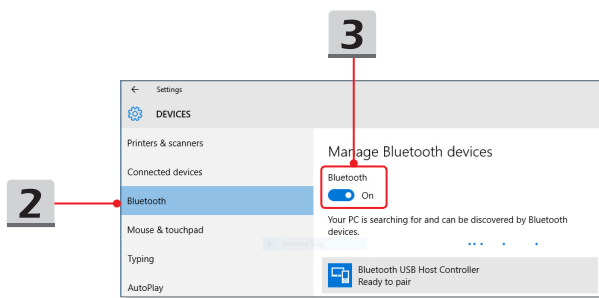 3
← Settings
DEVICES
Printers & scanners
Connected devices
Bluetooth
Mouse & touchpad
Typing
AutoPlay
2
Manage Bluetooth devices
Bluetooth
On
Your PC is searching for and can be discovered by Bluetooth
devices.
Bluetooth USB Host Controller
Ready to pair